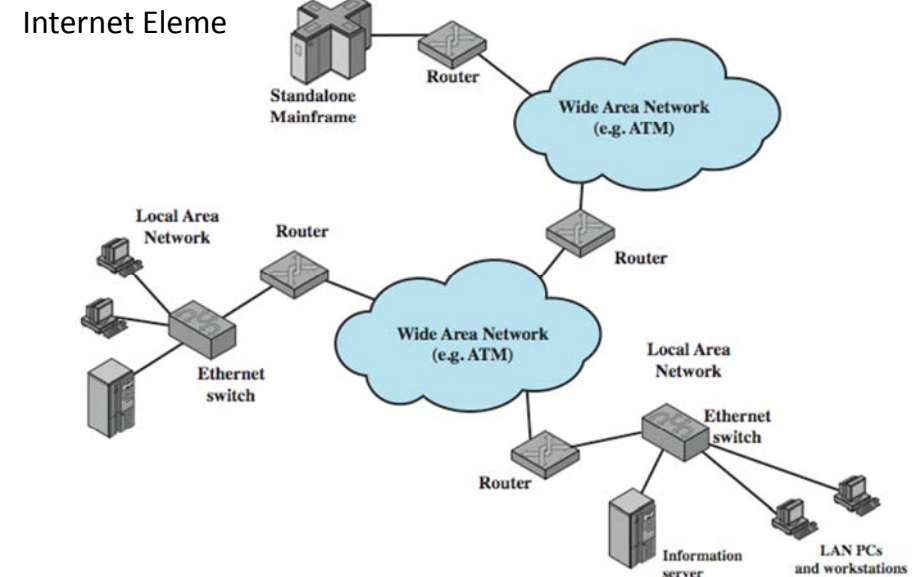 Internet Eleme
Router
Standalone
Mainframe
Wide Area Network
(e.g. ATM)
Local Area
Network
Router
Router
Wide Area Network
(e.g. ATM)
Ethernet
switch
Local Area
Network
Ethernet
switch
Router
Information
server
LAN PCs
and workstations